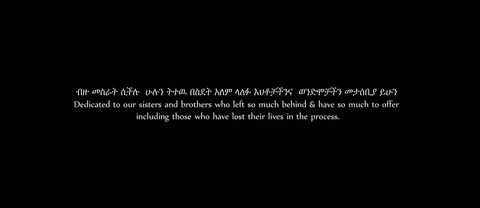 ብዙ መስራት ሲችሉ ሁሉን ትተዉ በስደት አለም ላለፉ እህቶቻችንና ወንድሞቻችን መታሰቢያ ይሁን
Dedicated to our sisters and brothers who left so much behind & have so much to offer
including those who have lost their lives in the process.